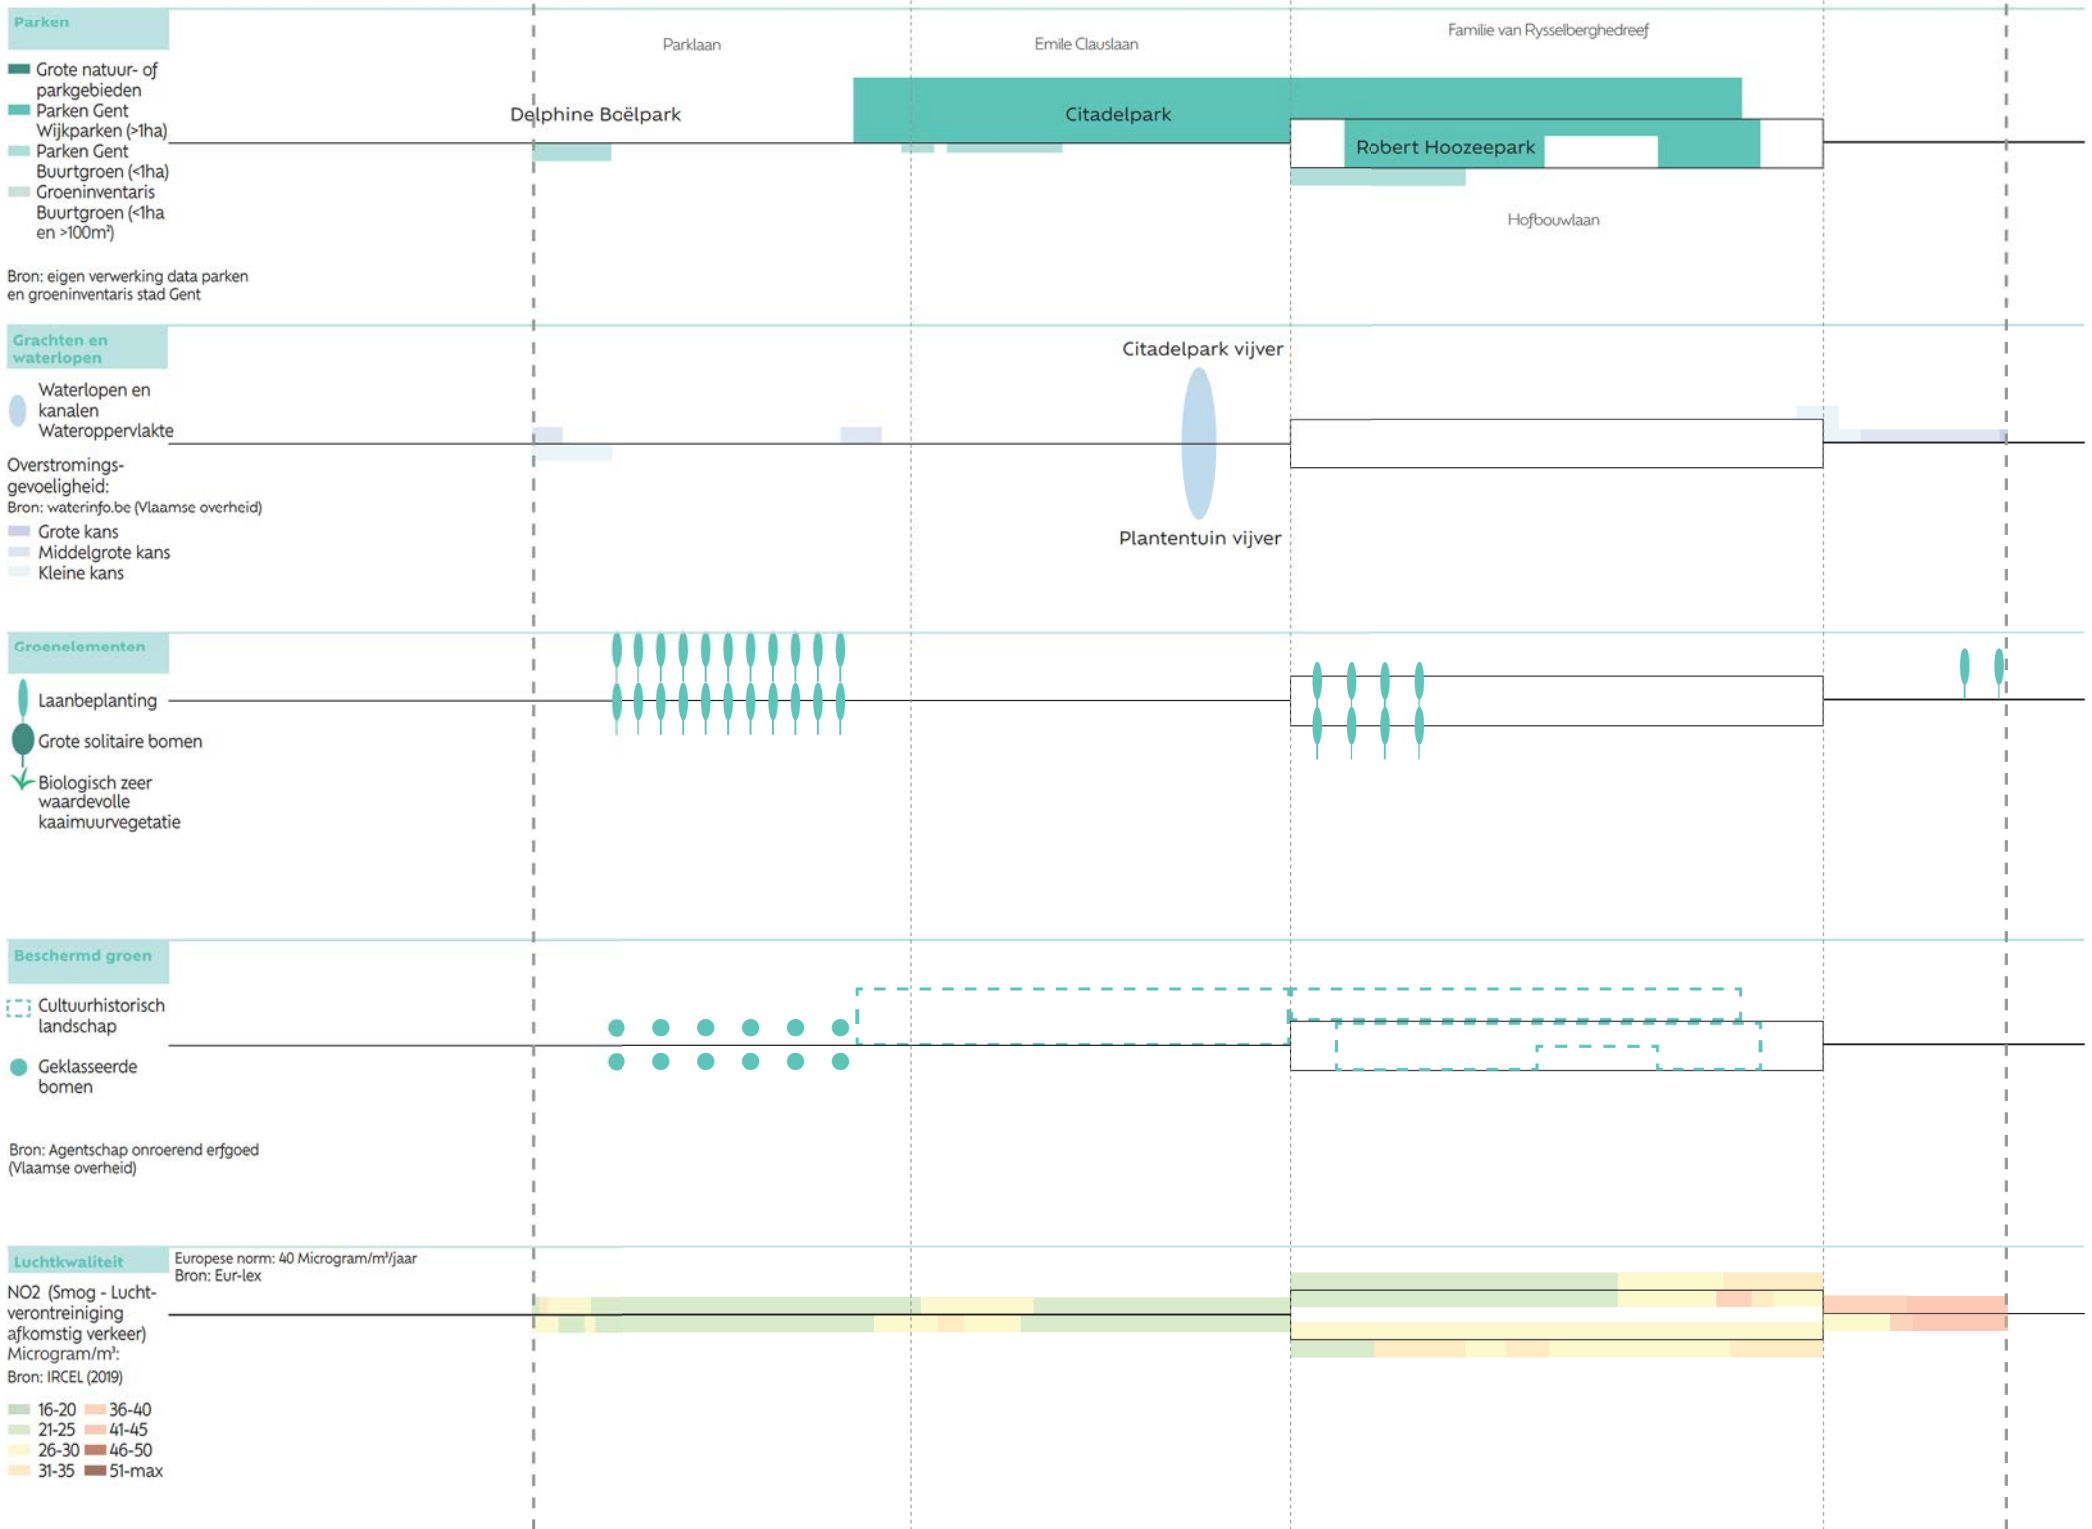 Parken
Parklaan
Emile Clauslaan
Familie van Rysselberghedreef
Grote natuur- of
parkgebieden
Parken Gent
Wijkparken (>1ha)
Parken Gent
Buurtgroen (<1ha)
Groeninventaris
Buurtgroen (<1ha
en >100m²)
Delphine Boëlpark
Citadelpark
Robert Hoozeepark
Hofbouwlaan
Bron: eigen verwerking data parken
en groeninventaris stad Gent
Grachten en
waterlopen
Citadelpark vijver
Waterlopen en
kanalen
Wateroppervlakte
Overstromings-
gevoeligheid:
Bron: waterinfo.be (Vlaamse overheid)
Grote kans
Middelgrote kans
Kleine kans
Plantentuin vijver
Groenelementen
Laanbeplanting
Grote solitaire bomen
Biologisch zeer
waardevolle
kaaimuurvegetatie
Beschermd groen
Cultuurhistorisch
landschap
Geklasseerde
bomen
Bron: Agentschap onroerend erfgoed
(Vlaamse overheid)
Luchtkwaliteit
Europese norm: 40 Microgram/m³/jaar
Bron: Eur-lex
NO2 (Smog - Lucht-
verontreiniging
afkomstig verkeer)
Microgram/m³:
Bron: IRCEL (2019)
16-20 36-40
21-25 41-45
26-30 46-50
31-35 51-max